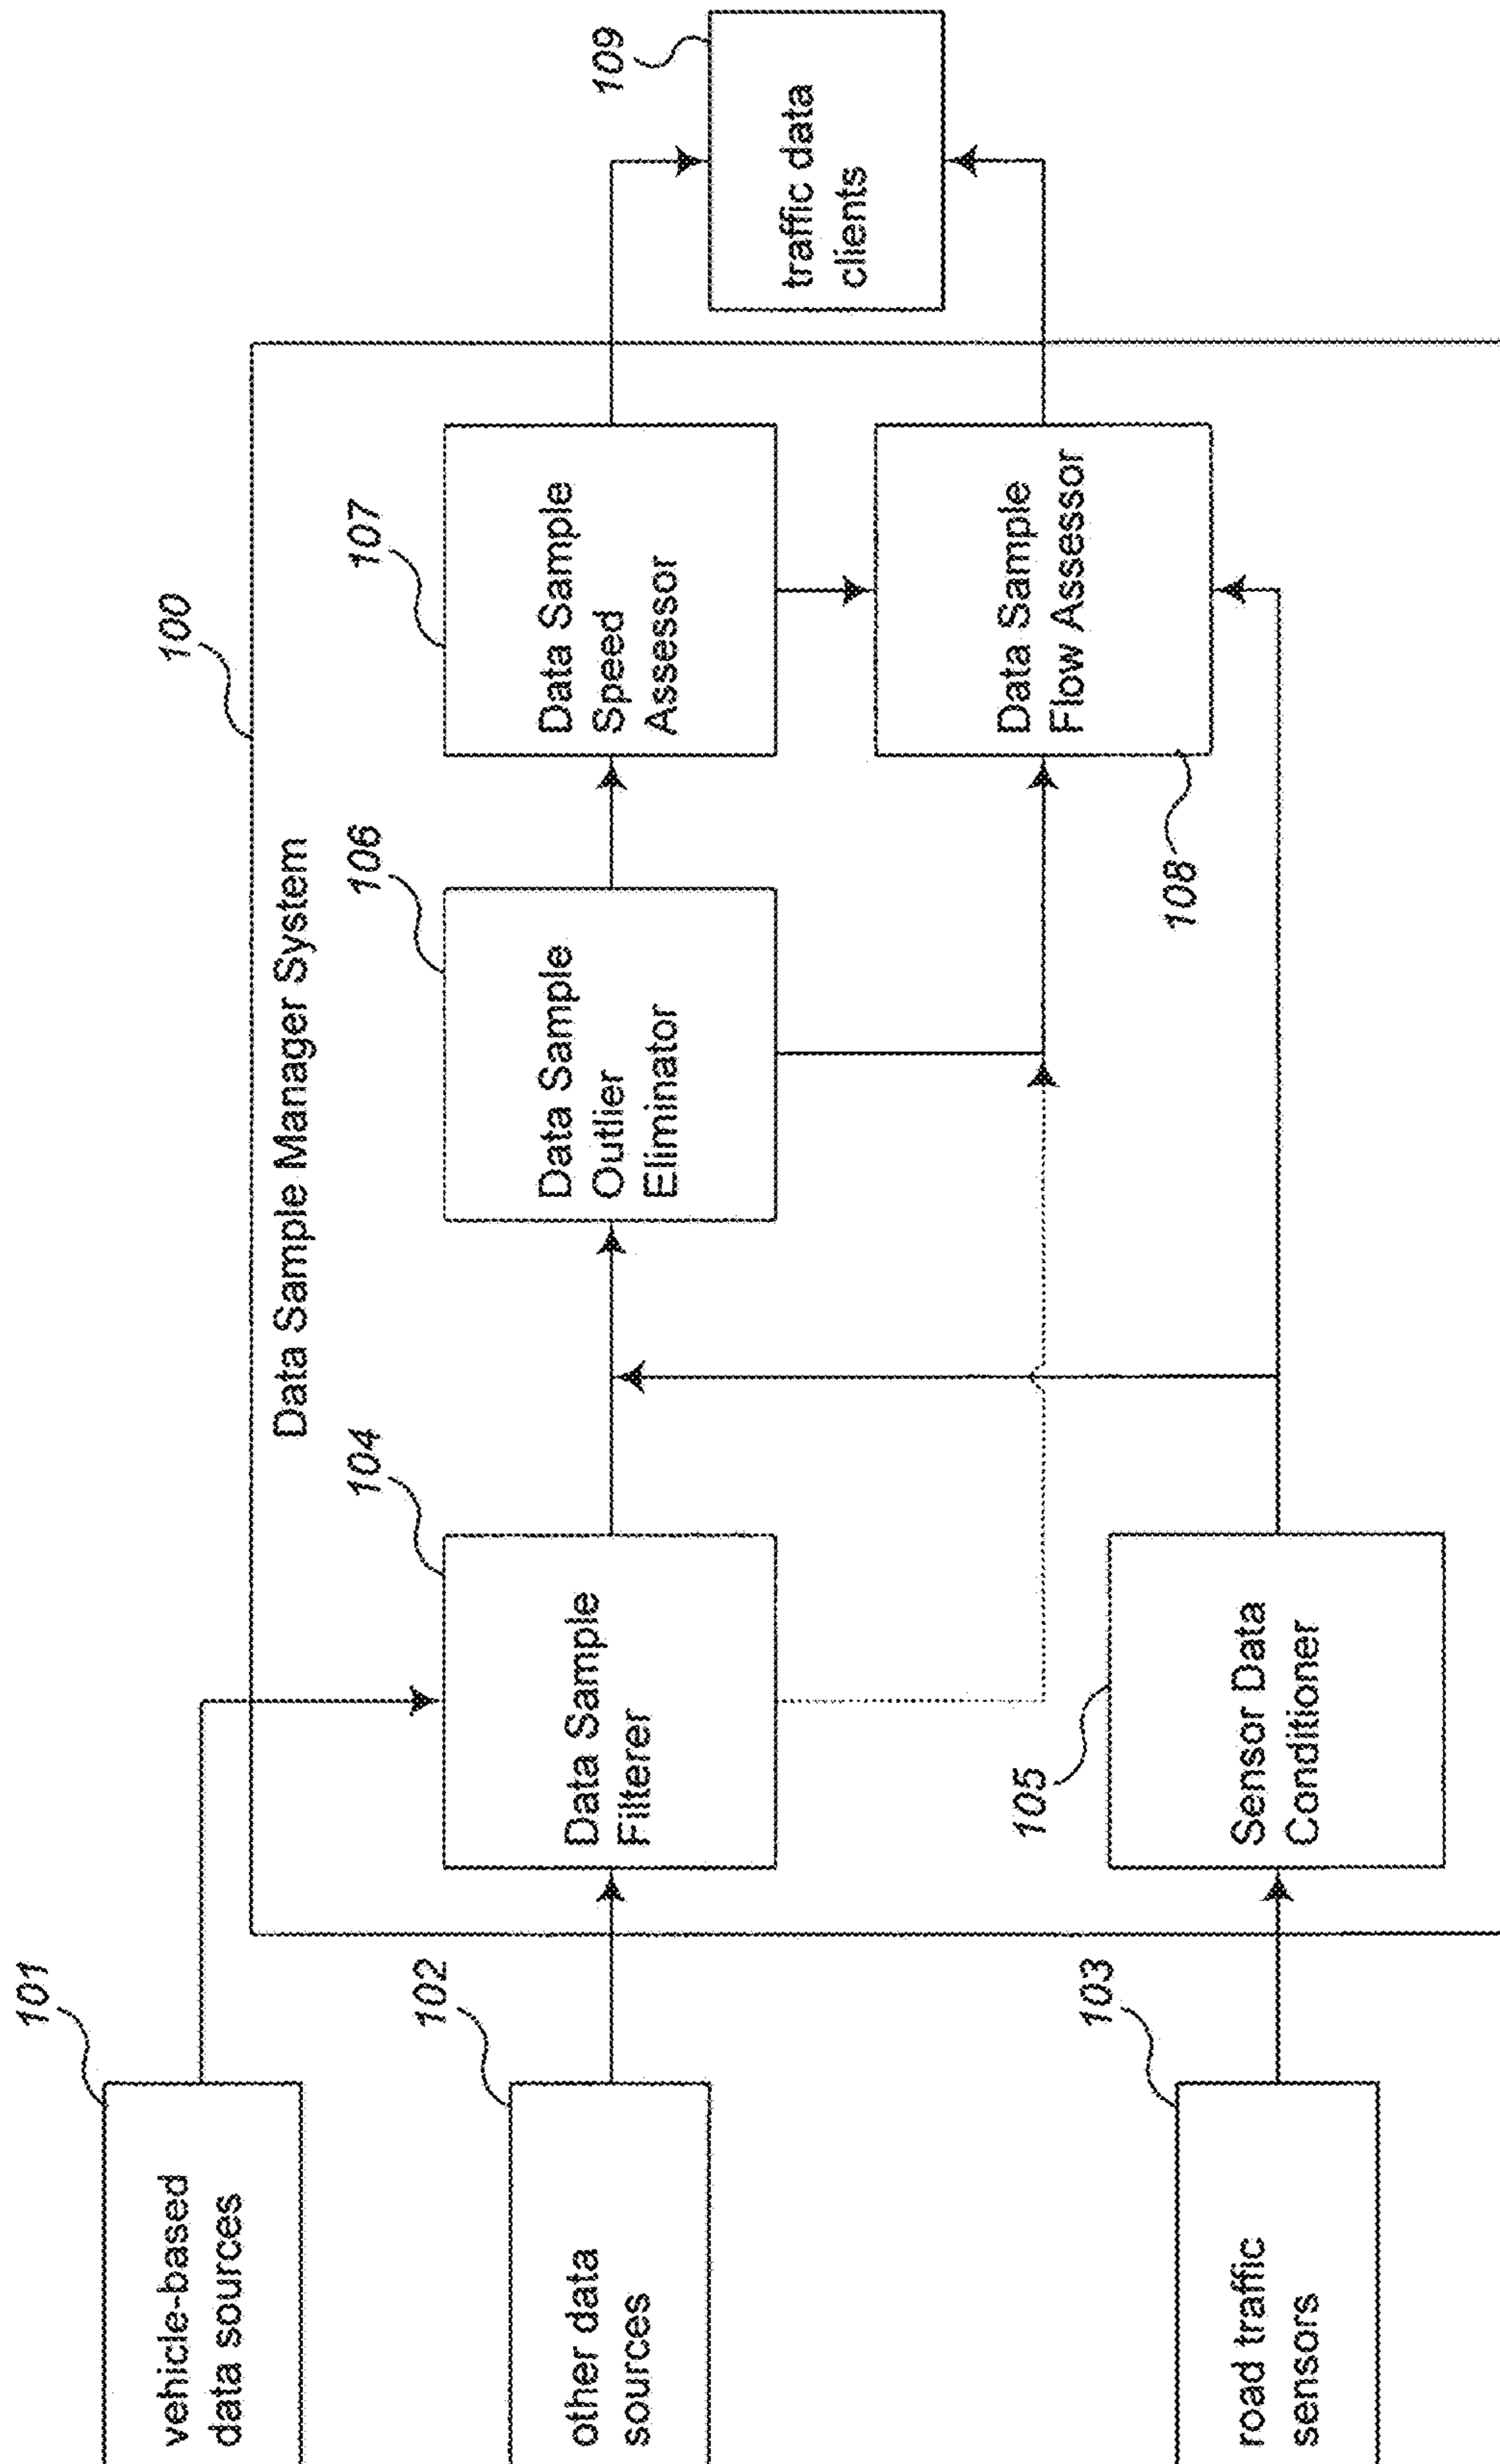 100
Data Sample Manager System
101
vehicle-based
data sources
102
other data
sources
103
road traffic
sensors
104
Data Sample
Filterer
105
Sensor Data
Conditioner
106
Data Sample
Outlier
Eliminator
107
Data Sample
Speed
Assessor
108
Data Sample
Flow Assessor
109
traffic data
clients